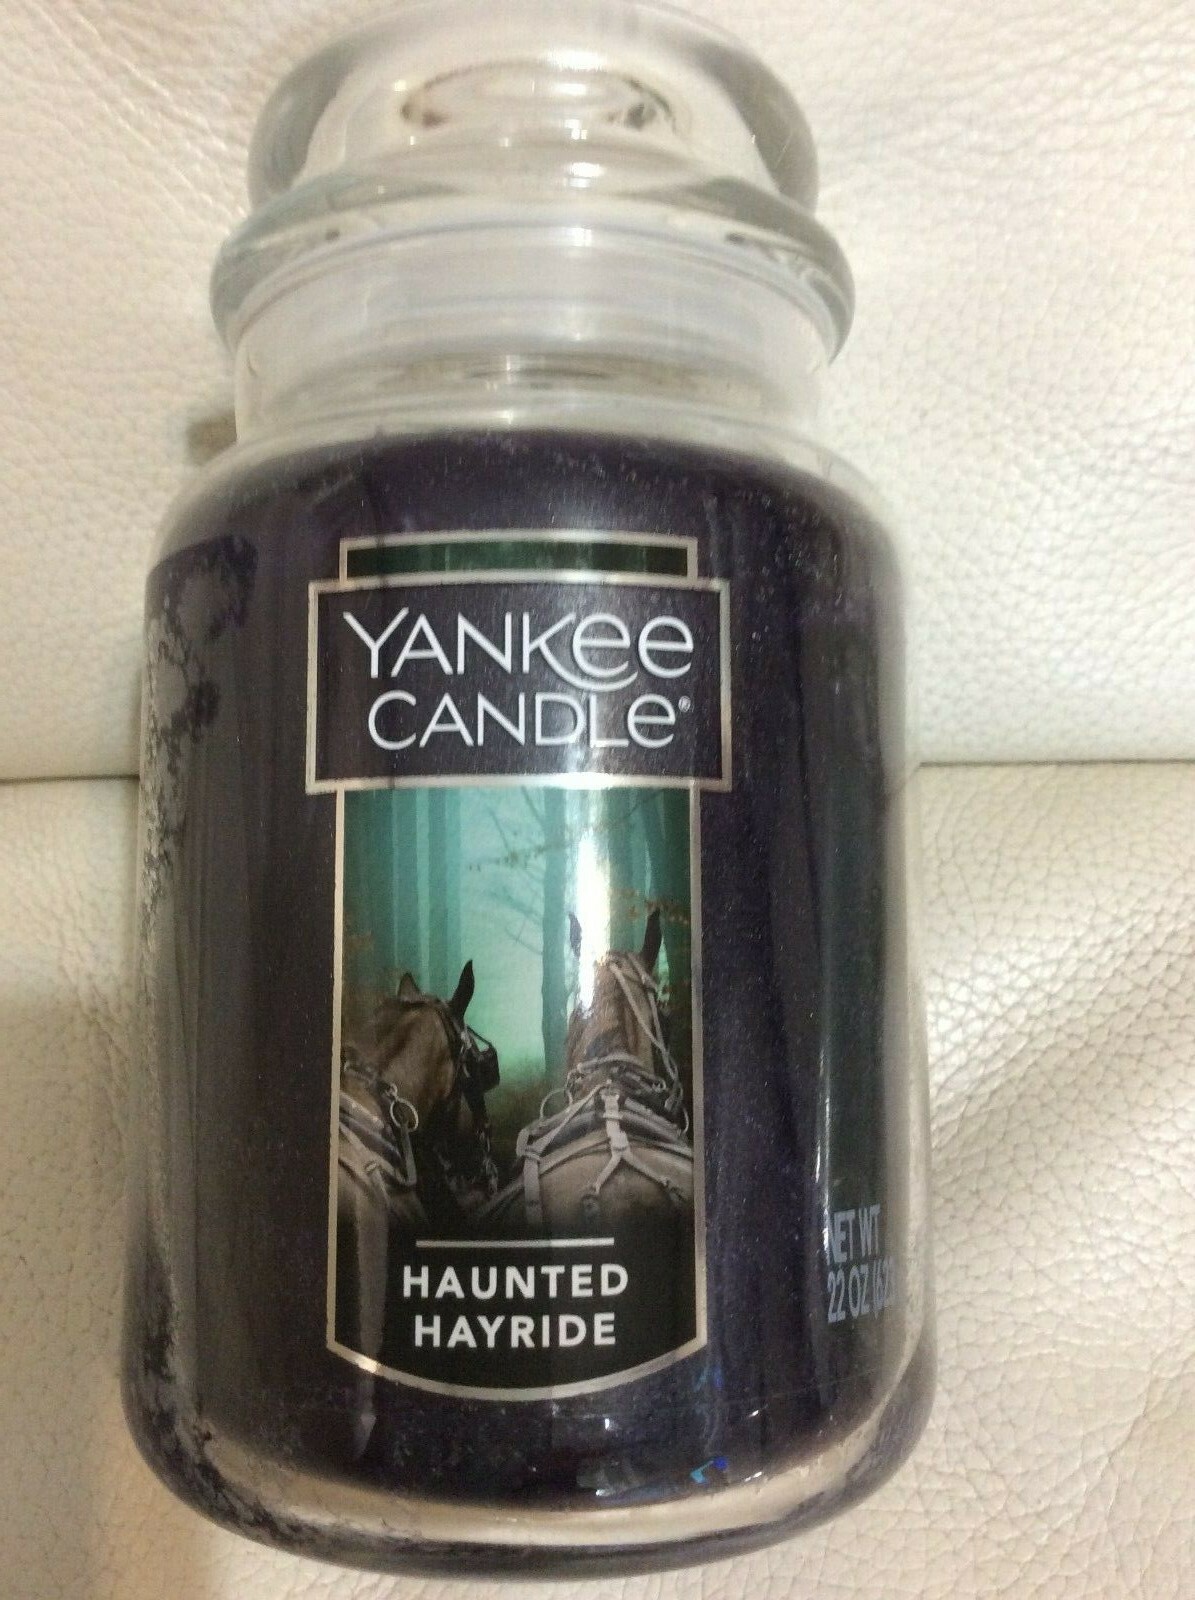 YANKEE
CANDLE®
HAUNTED
HAYRIDE
NET WT
22 OZ